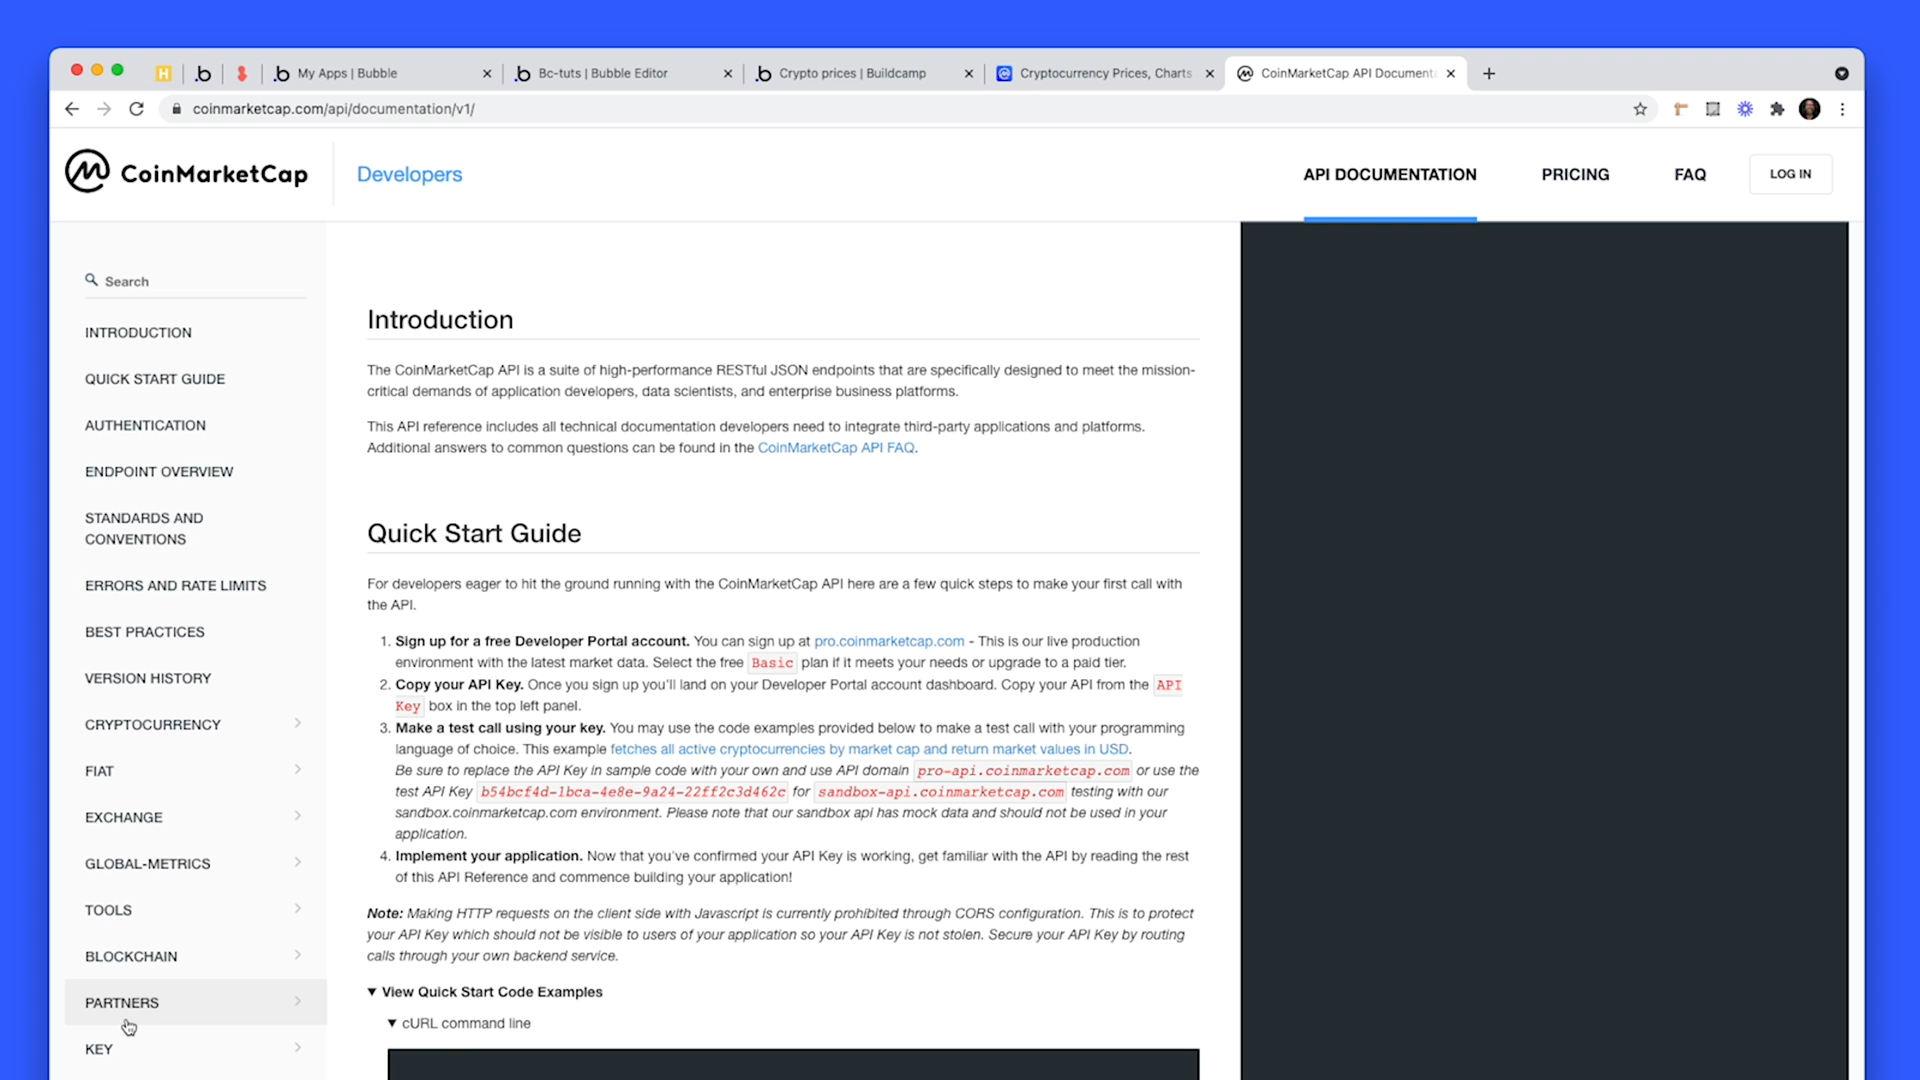 My Apps | Bubble
Bc-tuts | Bubble Editor
Crypto prices | Buildcamp
Cryptocurrency Prices, Charts
CoinMarketCap API Document
coinmarketcap.com/api/documentation/v1/
CoinMarketCap
Developers
API DOCUMENTATION
PRICING
FAQ
LOG IN
Search
INTRODUCTION
QUICK START GUIDE
AUTHENTICATION
ENDPOINT OVERVIEW
STANDARDS AND
CONVENTIONS
ERRORS AND RATE LIMITS
BEST PRACTICES
VERSION HISTORY
CRYPTOCURRENCY
FIAT
EXCHANGE
GLOBAL-METRICS
TOOLS
BLOCKCHAIN
PARTNERS
KEY
Introduction
The CoinMarketCap API is a suite of high-performance RESTful JSON endpoints that are specifically designed to meet the mission-
critical demands of application developers, data scientists, and enterprise business platforms.
This API reference includes all technical documentation developers need to integrate third-party applications and platforms.
Additional answers to common questions can be found in the CoinMarketCap API FAQ.
Quick Start Guide
For developers eager to hit the ground running with the CoinMarketCap API here are a few quick steps to make your first call with
the API.
1. Sign up for a free Developer Portal account. You can sign up at pro.coinmarketcap.com - This is our live production
environment with the latest market data. Select the free Basic plan if it meets your needs or upgrade to a paid tier.
2. Copy your API Key. Once you sign up you'll land on your Developer Portal account dashboard. Copy your API from the API
Key box in the top left panel.
3. Make a test call using your key. You may use the code examples provided below to make a test call with your programming
language of choice. This example fetches all active cryptocurrencies by market cap and return market values in USD.
Be sure to replace the API Key in sample code with your own and use API domain pro-api.coinmarketcap.com or use the
test API Key b54bcf4d-1bca-4e8e-9a24-22ff2c3d462c for sandbox-api.coinmarketcap.com testing with our
sandbox.coinmarketcap.com environment. Please note that our sandbox api has mock data and should not be used in your
application.
4. Implement your application. Now that you've confirmed your API Key is working, get familiar with the API by reading the rest
of this API Reference and commence building your application!
Note: Making HTTP requests on the client side with Javascript is currently prohibited through CORS configuration. This is to protect
your API Key which should not be visible to users of your application so your API Key is not stolen. Secure your API Key by routing
calls through your own backend service.
View Quick Start Code Examples
cURL command line